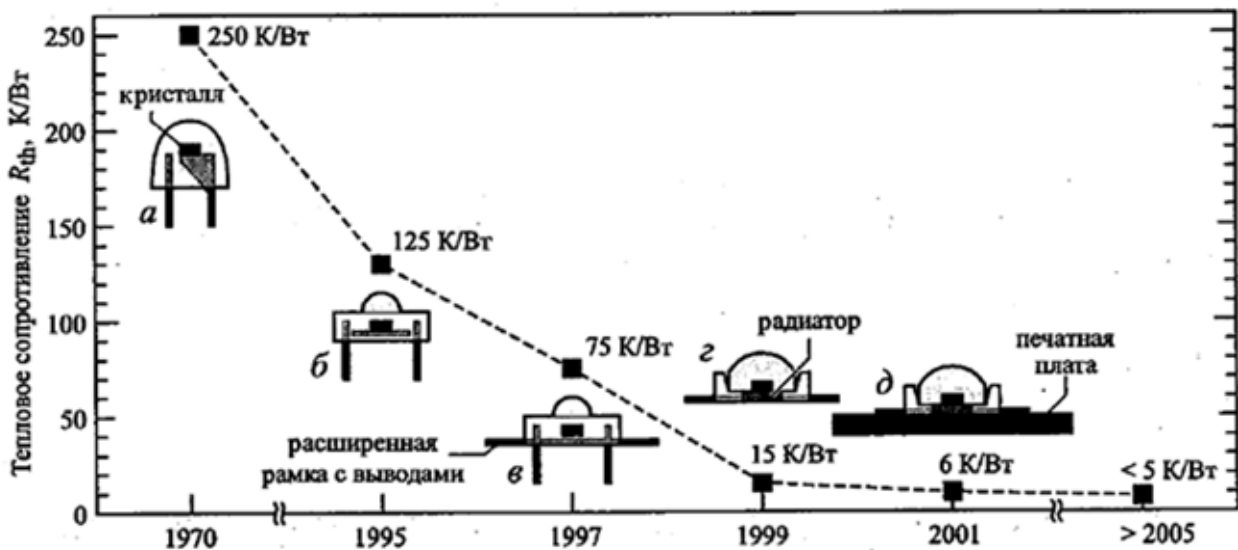 Тепловое сопротивление Rth, К/Вт
250
200
150
100
50
0
250 К/Вт
кристалл
а
125 К/Вт
б
75 К/Вт
расширенная
рамка с выводами
в
г
радиатор
15 К/Вт
д
печатная
плата
6 К/Вт
< 5 К/Вт
1970
1995
1997
1999
2001
> 2005